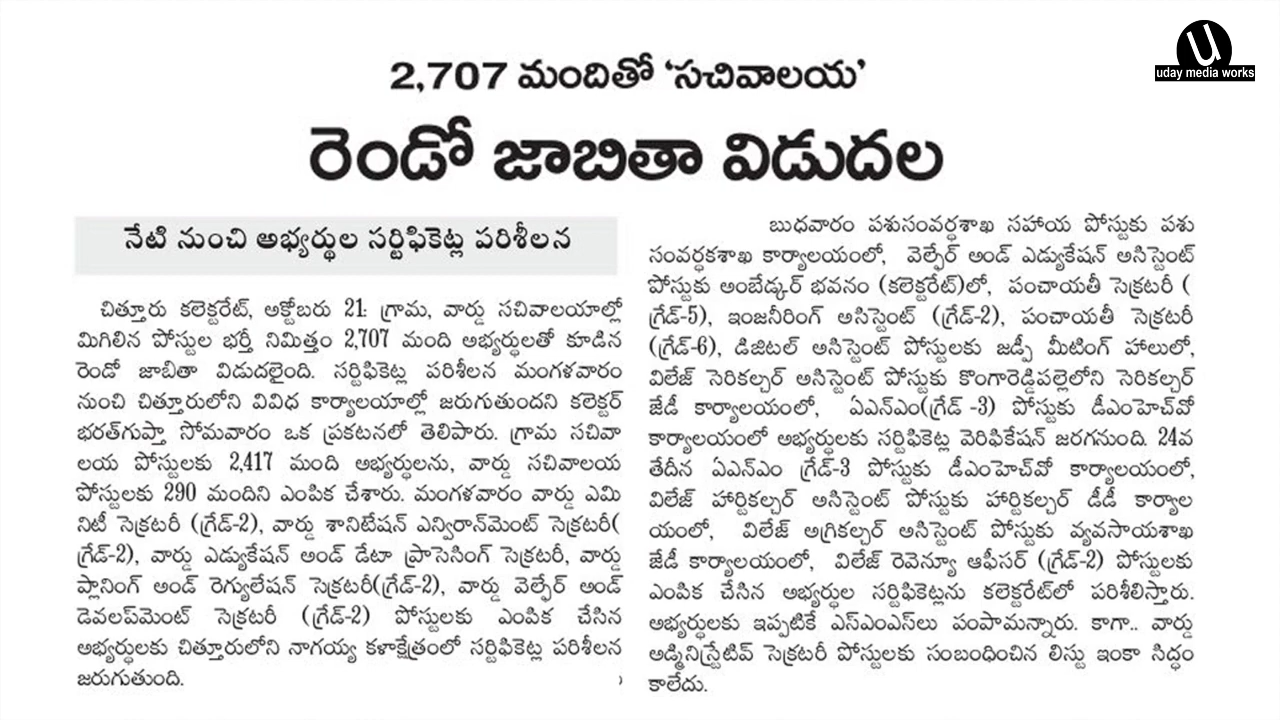 2,707 మందితో ‘సచివాలయ’
రెండో జాబితా విడుదల
u
uday media works
నేటి నుంచి అభ్యర్థుల సర్టిఫికెట్ల పరిశీలన
చిత్తూరు కలెక్టరేట్, అక్టోబరు 21: గ్రామ, వార్డు సచివాలయాల్లో
మిగిలిన పోస్టుల భర్తీ నిమిత్తం 2,707 మంది అభ్యర్థులతో కూడిన
రెండో జాబితా విడుదలైంది. సర్టిఫికెట్ల పరిశీలన మంగళవారం
నుంచి చిత్తూరులోని వివిధ కార్యాలయాల్లో జరుగుతుందని కలెక్టర్
భరత్‌గుప్తా సోమవారం ఒక ప్రకటనలో తెలిపారు. గ్రామ సచివా
లయ పోస్టులకు 2,417 మంది అభ్యర్థులను, వార్డు సచివాలయ
పోస్టులకు 290 మందిని ఎంపిక చేశారు. మంగళవారం వార్డు ఎమి
నిటీ సెక్రటరీ (గ్రేడ్-2), వార్డు శానిటేషన్ ఎన్విరాన్‌మెంట్ సెక్రటరీ(
గ్రేడ్-2), వార్డు ఎడ్యుకేషన్ అండ్ డేటా ప్రాసెసింగ్ సెక్రటరీ, వార్డు
ప్లానింగ్ అండ్ రెగ్యులేషన్ సెక్రటరీ(గ్రేడ్-2), వార్డు వెల్ఫేర్ అండ్
డెవలప్‌మెంట్ సెక్రటరీ (గ్రేడ్-2) పోస్టులకు ఎంపిక చేసిన
అభ్యర్థులకు చిత్తూరులోని నాగయ్య కళాక్షేత్రంలో సర్టిఫికెట్ల పరిశీలన
జరుగుతుంది.
బుధవారం పశుసంవర్ధశాఖ సహాయ పోస్టుకు పశు
సంవర్ధకశాఖ కార్యాలయంలో, వెల్ఫేర్ అండ్ ఎడ్యుకేషన్ అసిస్టెంట్
పోస్టుకు అంబేడ్కర్ భవనం (కలెక్టరేట్)లో, పంచాయతీ సెక్రటరీ (
గ్రేడ్-5), ఇంజనీరింగ్ అసిస్టెంట్ (గ్రేడ్-2), పంచాయతీ సెక్రటరీ
(గ్రేడ్-6), డిజిటల్ అసిస్టెంట్ పోస్టులకు జడ్పీ మీటింగ్ హాలులో,
విలేజ్ సెరికల్చర్ అసిస్టెంట్ పోస్టుకు కొంగారెడ్డిపల్లెలోని సెరికల్చర్
జేడీ కార్యాలయంలో, ఏఎన్ఎం(గ్రేడ్ -3) పోస్టుకు డీఎంహెచ్‌వో
కార్యాలయంలో అభ్యర్థులకు సర్టిఫికెట్ల వెరిఫికేషన్ జరగనుంది. 24వ
తేదీన ఏఎన్ఎం గ్రేడ్-3 పోస్టుకు డీఎంహెచ్‌వో కార్యాలయంలో,
విలేజ్ హార్టికల్చర్ అసిస్టెంట్ పోస్టుకు హార్టికల్చర్ డీడీ కార్యాల
యంలో, విలేజ్ అగ్రికల్చర్ అసిస్టెంట్ పోస్టుకు వ్యవసాయశాఖ
జేడీ కార్యాలయంలో, విలేజ్ రెవెన్యూ ఆఫీసర్ (గ్రేడ్-2) పోస్టులకు
ఎంపిక చేసిన అభ్యర్థుల సర్టిఫికెట్లను కలెక్టరేట్‌లో పరిశీలిస్తారు.
అభ్యర్థులకు ఇప్పటికే ఎస్ఎంఎస్‌లు పంపామన్నారు. కాగా.. వార్డు
అడ్మినిస్ట్రేటివ్ సెక్రటరీ పోస్టులకు సంబంధించిన లిస్టు ఇంకా సిద్ధం
కాలేదు.